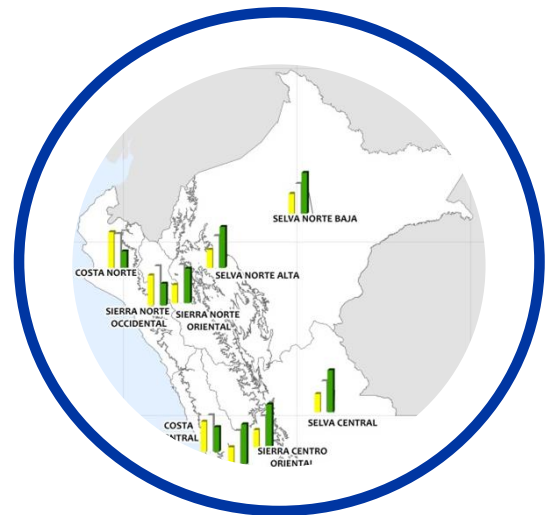 SELVA NORTE BAJA
COSTA NORTE
SELVA NORTE ALTA
SIERRA NORTE
OCCIDENTAL
SIERRA NORTE
ORIENTAL
SELVA CENTRAL
COSTA
NTRAL
SIERRA CENTRO
ORIENTAL